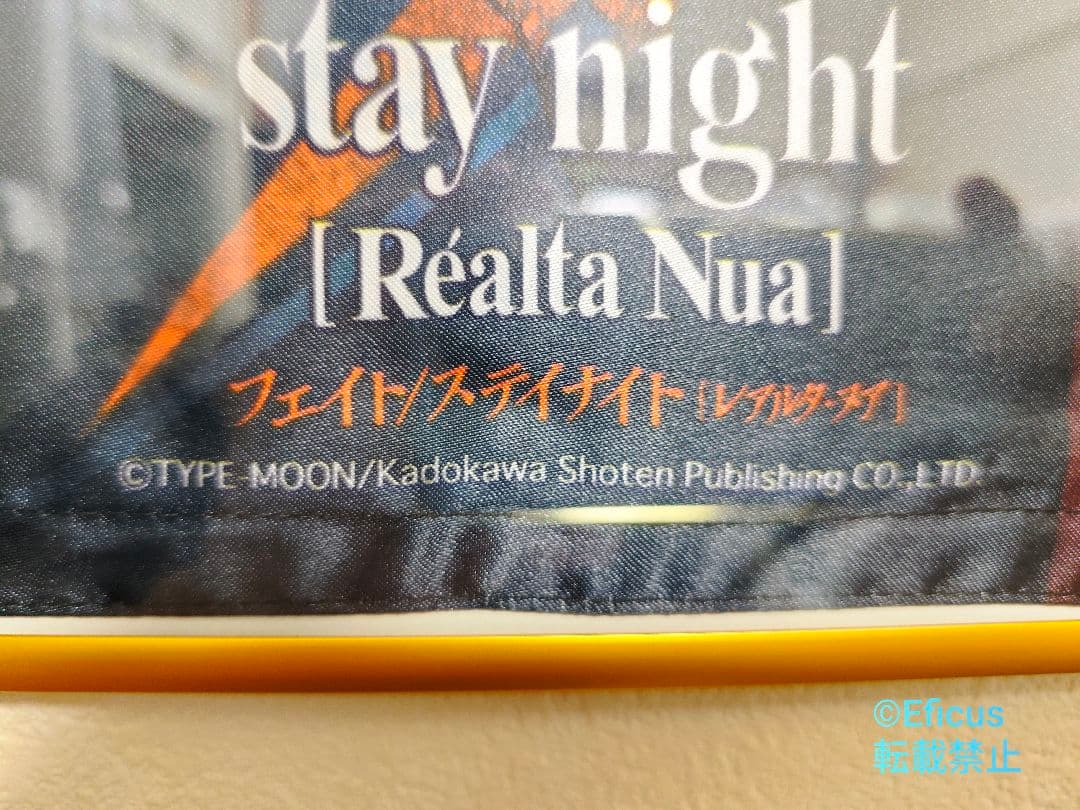 stay night
[Réalta Nua]
フェイト/ステイナイト[レアルタ・ヌア]
©TYPE-MOON/Kadokawa Shoten Publishing CO.,LTD.
©Eficus
転載禁止